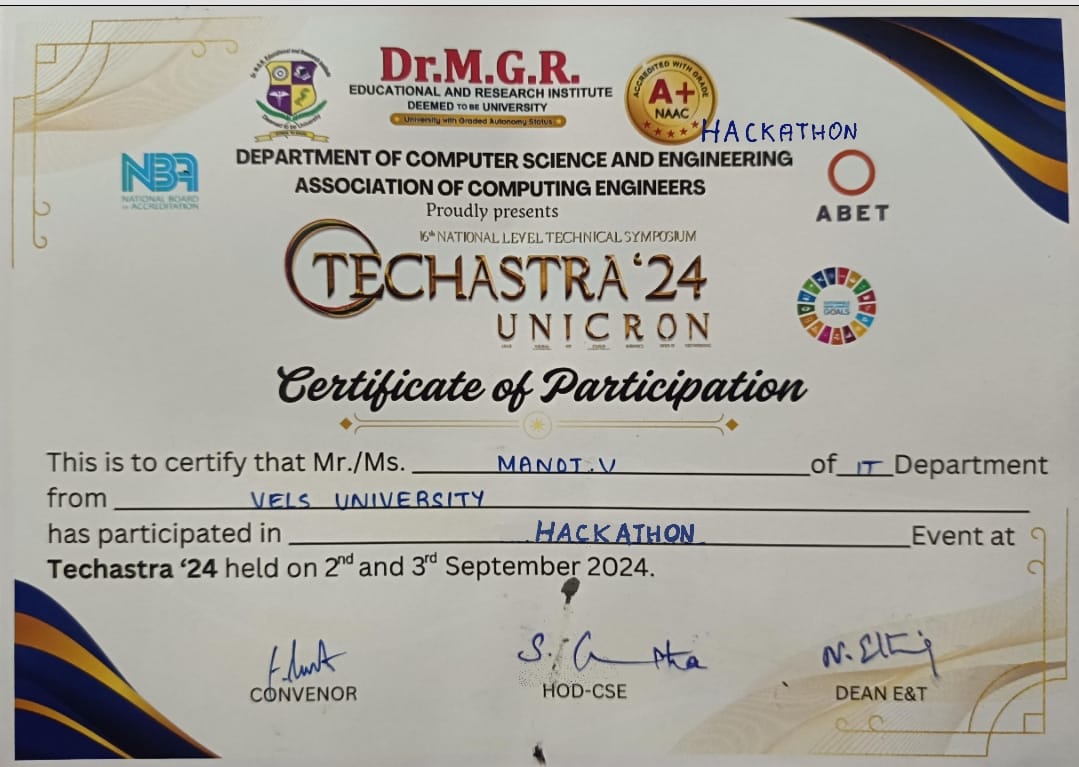 Dr.M.G.R.
EDUCATIONAL AND RESEARCH INSTITUTE
DEEMED TO BE UNIVERSITY
University with Graded Autonomy Status
ACCREDITED WITH GRADE
A+
NAAC
HACKATHON
NBA
NATIONAL BOARD
of ACCREDITATION
DEPARTMENT OF COMPUTER SCIENCE AND ENGINEERING
ASSOCIATION OF COMPUTING ENGINEERS
ABET
Proudly presents
16th NATIONAL LEVEL TECHNICAL SYMPOSIUM
TECHASTRA‘24
UNICRON
SUSTAINABLE
DEVELOPMENT
GOALS
Certificate of Participation
This is to certify that Mr./Ms. MANOJ.V of IT Department
from VELS UNIVERSITY
has participated in HACKATHON Event at
Techastra ‘24 held on 2nd and 3rd September 2024.
CONVENOR
HOD-CSE
DEAN E&T